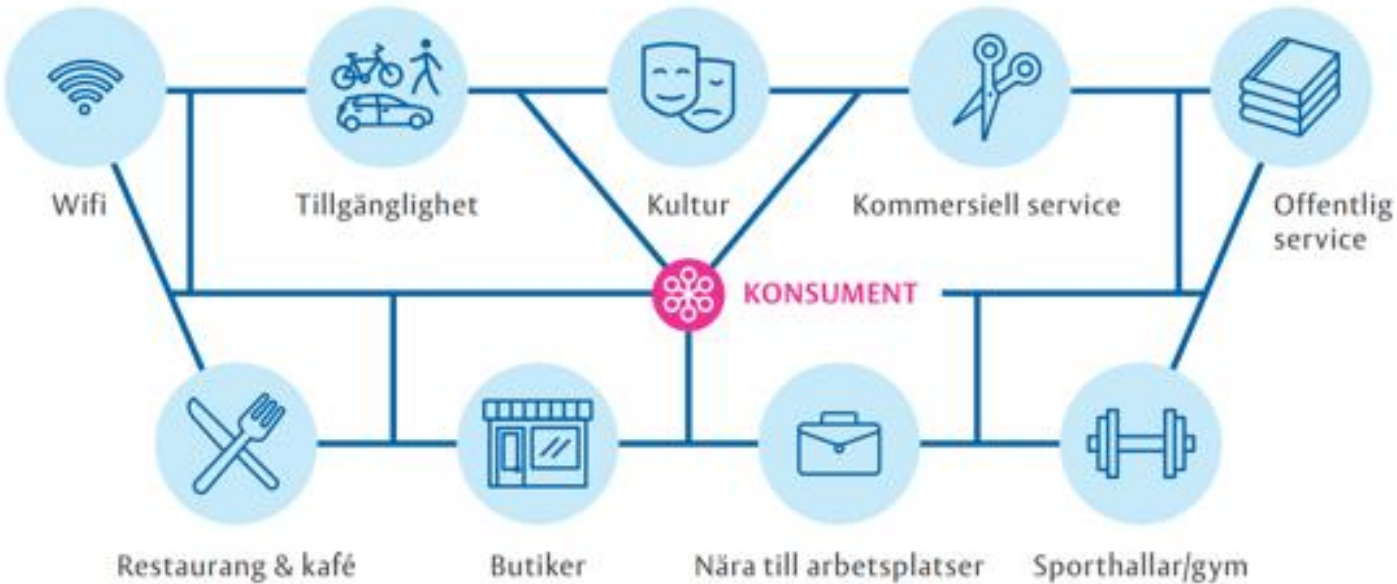 Wifi
Tillgänglighet
Kultur
Kommersiell service
Offentlig
service
KONSUMENT
Restaurang & kafé
Butiker
Nära till arbetsplatser
Sporthallar/gym